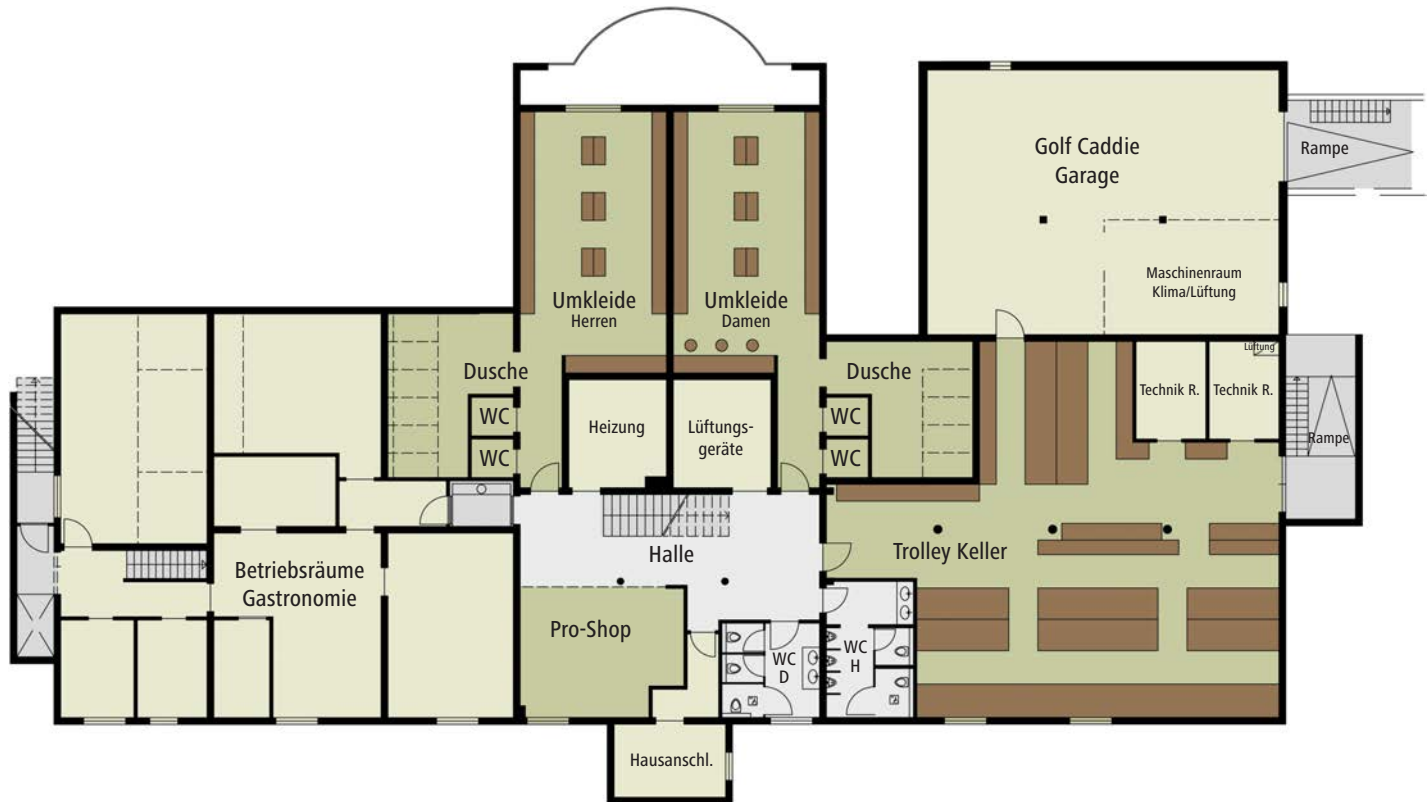 Golf Caddie
Garage
Rampe
Maschinenraum
Klima/Lüftung
Umkleide
Herren
Umkleide
Damen
Dusche
WC
WC
Heizung
Lüftungs-
geräte
Dusche
WC
WC
Lüftung
Technik R.
Technik R.
Rampe
Halle
Trolley Keller
Betriebsräume
Gastronomie
Pro-Shop
WC
D
WC
H
Hausanschl.